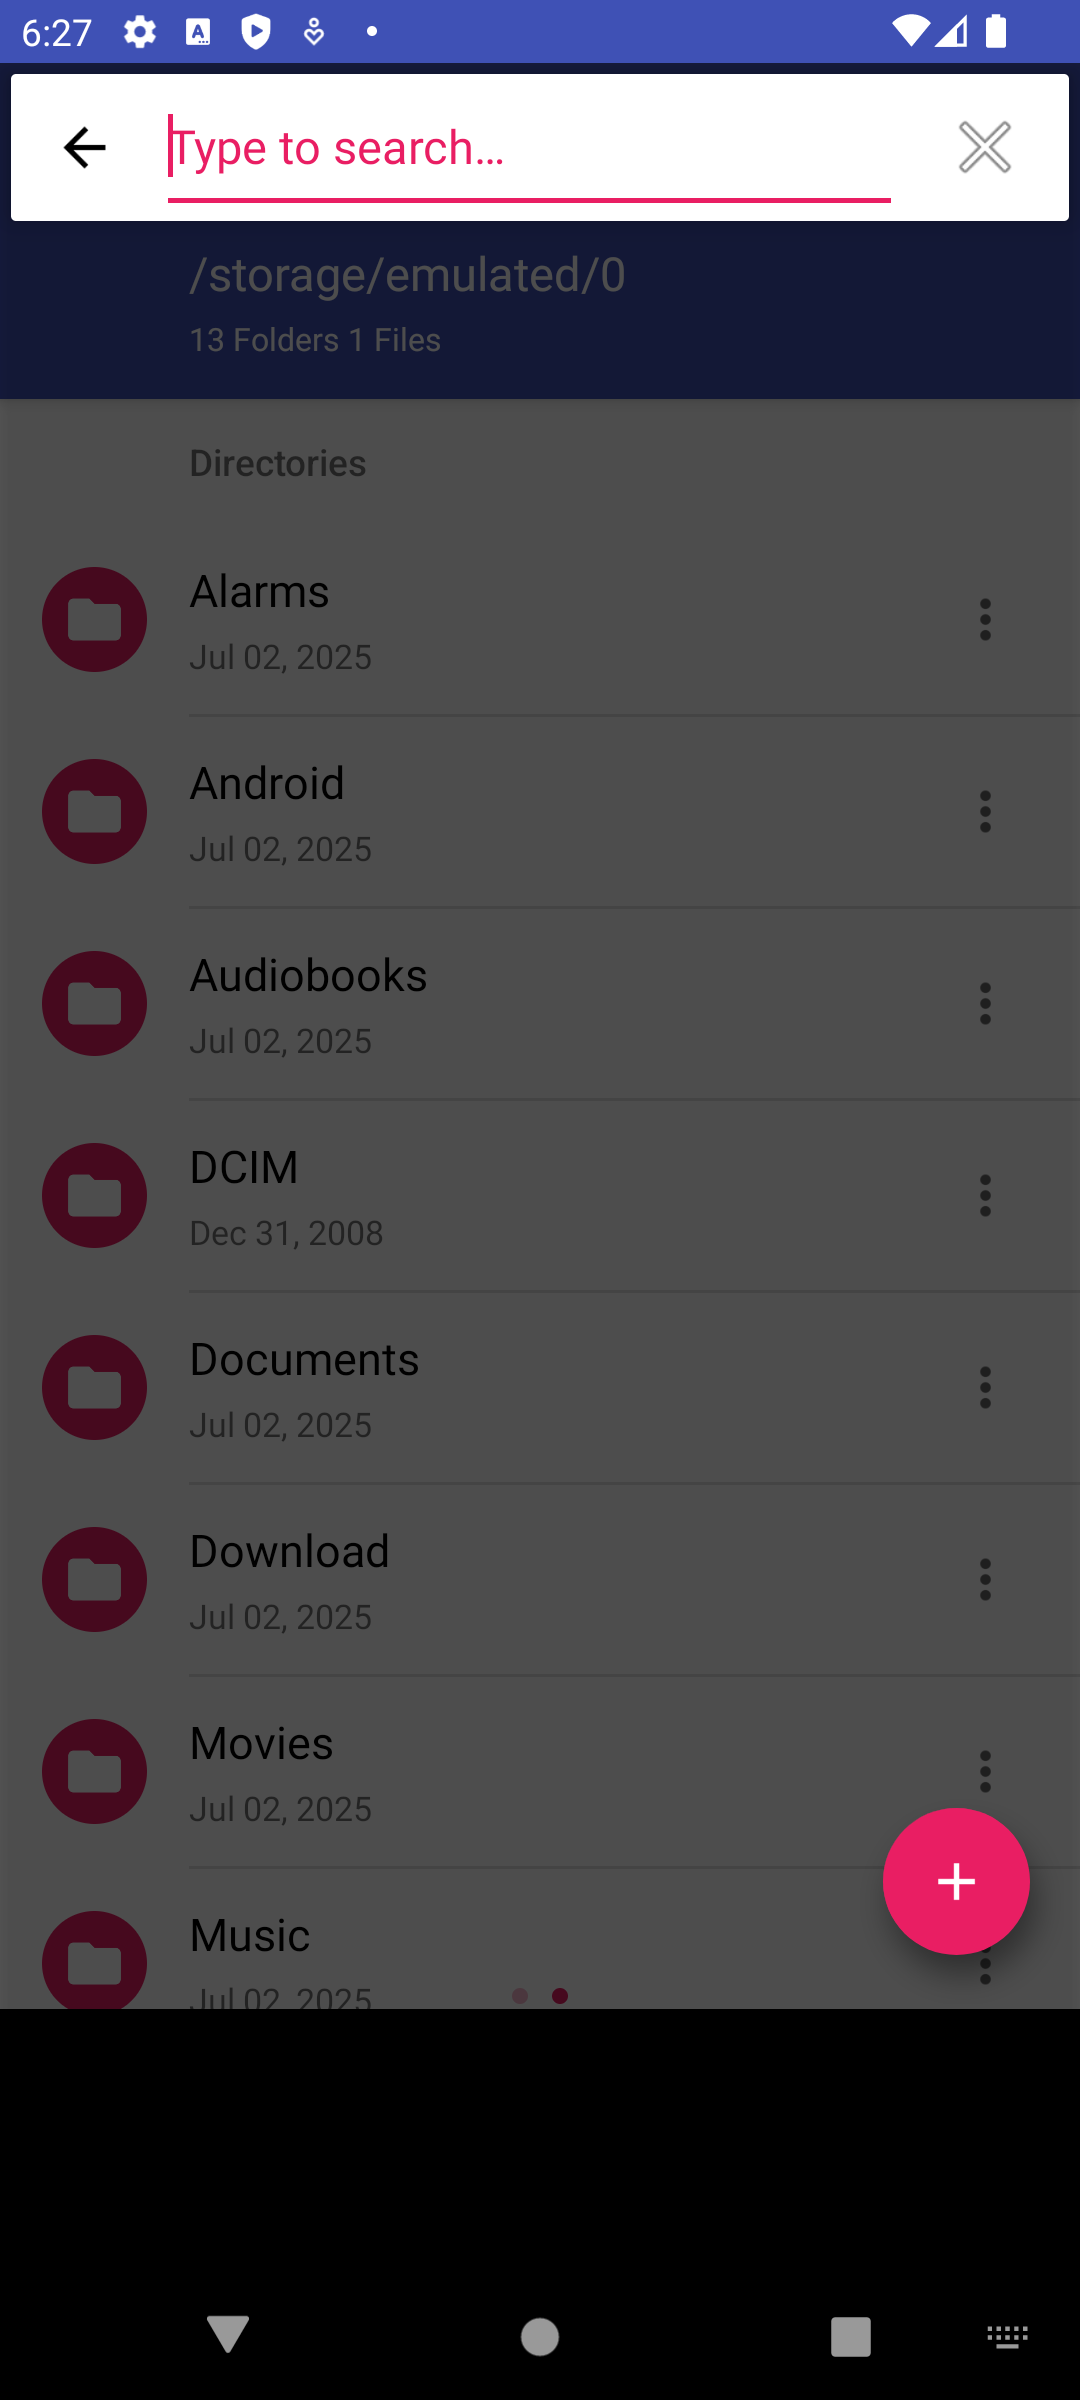 6:27
Type to search…
/storage/emulated/0
13 Folders 1 Files
Directories
Alarms
Jul 02, 2025
Android
Jul 02, 2025
Audiobooks
Jul 02, 2025
DCIM
Dec 31, 2008
Documents
Jul 02, 2025
Download
Jul 02, 2025
Movies
Jul 02, 2025
Music
Jul 02, 2025